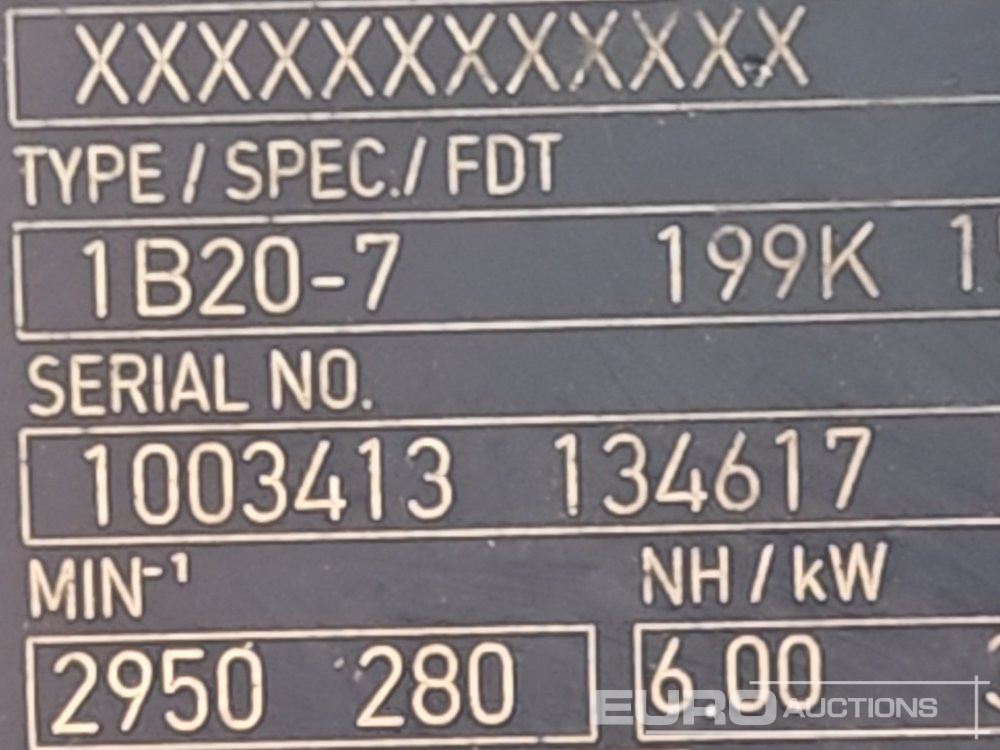 XXXXXXXXXXXX
TYPE / SPEC. / FDT
1B20-7 199K
SERIAL NO.
1003413 134617
MIN⁻¹ NH / kW
2950 280 6.00
EURO AUCTIONS